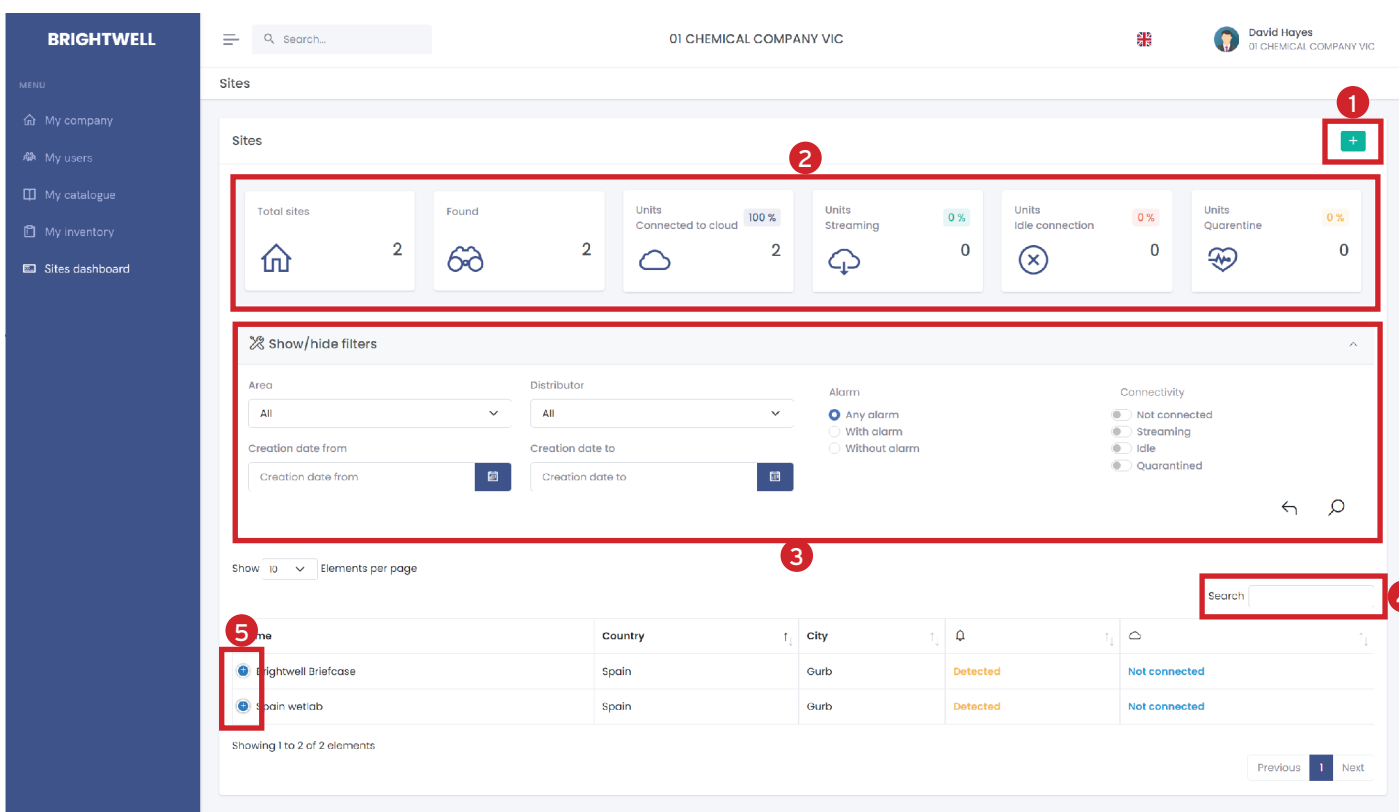 BRIGHTWELL
Search...
01 CHEMICAL COMPANY VIC
David Hayes
01 CHEMICAL COMPANY VIC
MENU
My company
My users
My catalogue
My inventory
Sites dashboard
Sites
1
Sites
+
2
Total sites
2
Found
2
Units
Connected to cloud
100 %
2
Units
Streaming
0 %
0
Units
Idle connection
0 %
0
Units
Quarentine
0 %
0
Show/hide filters
Area
All
Distributor
All
Creation date from
Creation date from
Creation date to
Creation date to
Alarm
Any alarm
With alarm
Without alarm
Connectivity
Not connected
Streaming
Idle
Quarantined
3
Show 10 Elements per page
Search
5
me Country City
Brightwell Briefcase Spain Gurb Detected Not connected
Spain wetlab Spain Gurb Detected Not connected
Showing 1 to 2 of 2 elements
Previous 1 Next